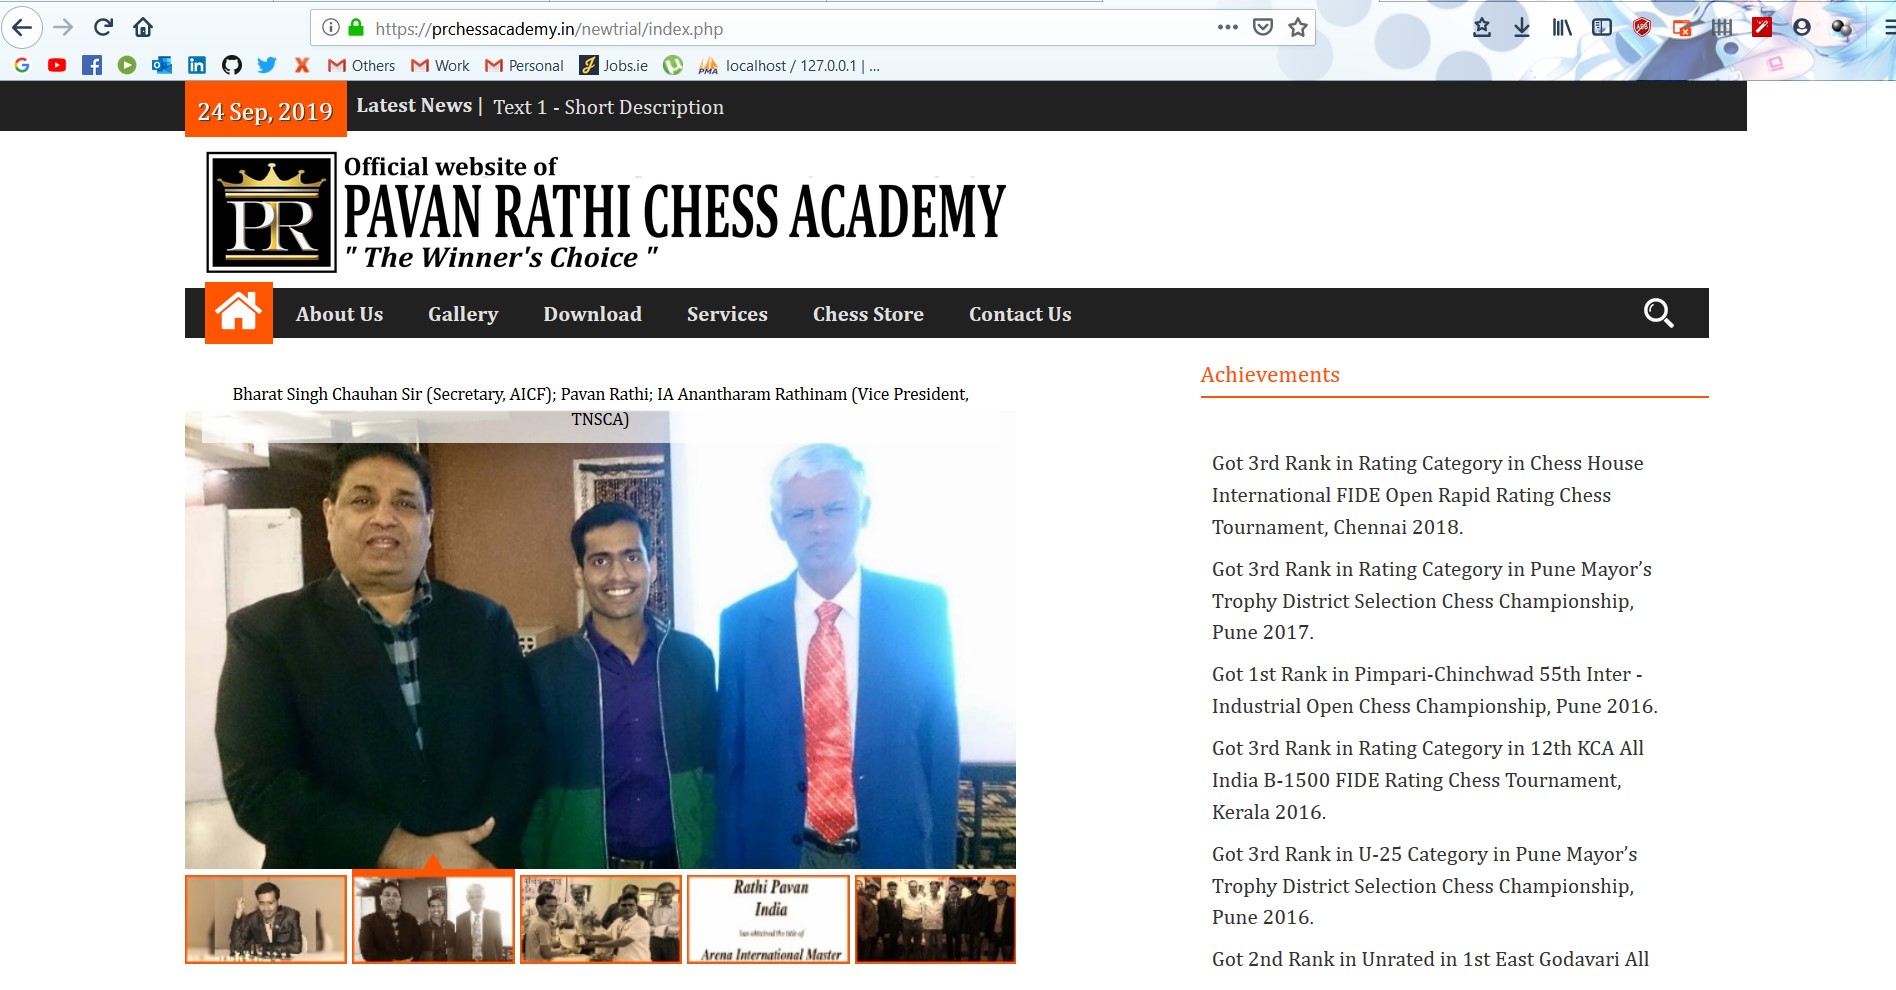 https://prchessacademy.in/newtrial/index.php
Others Work Personal Jobs.ie PMA localhost / 127.0.0.1 | ...
24 Sep, 2019 Latest News | Text 1 - Short Description
PR
Official website of
PAVAN RATHI CHESS ACADEMY
" The Winner's Choice "
About Us Gallery Download Services Chess Store Contact Us
Bharat Singh Chauhan Sir (Secretary, AICF); Pavan Rathi; IA Anantharam Rathinam (Vice President,
TNSCA)
Rathi Pavan
India
has obtained the title of
Arena International Master
Achievements
Got 3rd Rank in Rating Category in Chess House
International FIDE Open Rapid Rating Chess
Tournament, Chennai 2018.
Got 3rd Rank in Rating Category in Pune Mayor’s
Trophy District Selection Chess Championship,
Pune 2017.
Got 1st Rank in Pimpari-Chinchwad 55th Inter -
Industrial Open Chess Championship, Pune 2016.
Got 3rd Rank in Rating Category in 12th KCA All
India B-1500 FIDE Rating Chess Tournament,
Kerala 2016.
Got 3rd Rank in U-25 Category in Pune Mayor’s
Trophy District Selection Chess Championship,
Pune 2016.
Got 2nd Rank in Unrated in 1st East Godavari All